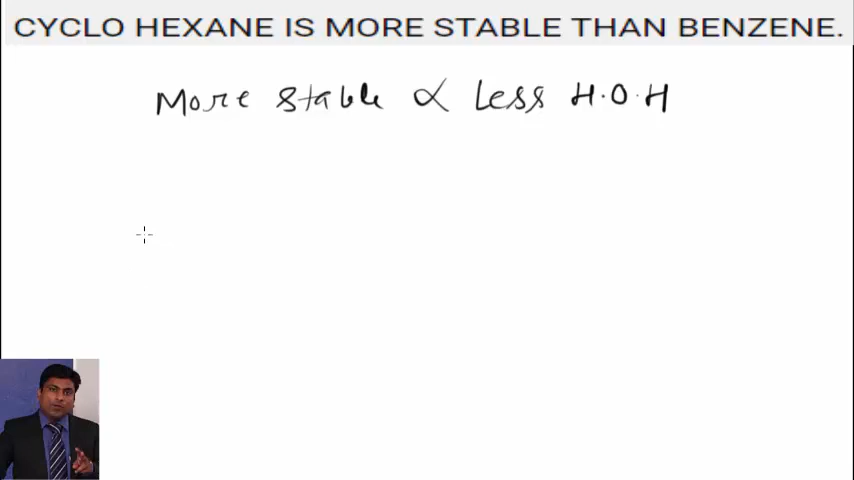 CYCLO HEXANE IS MORE STABLE THAN BENZENE.
More stable ∝ Less H.O.H